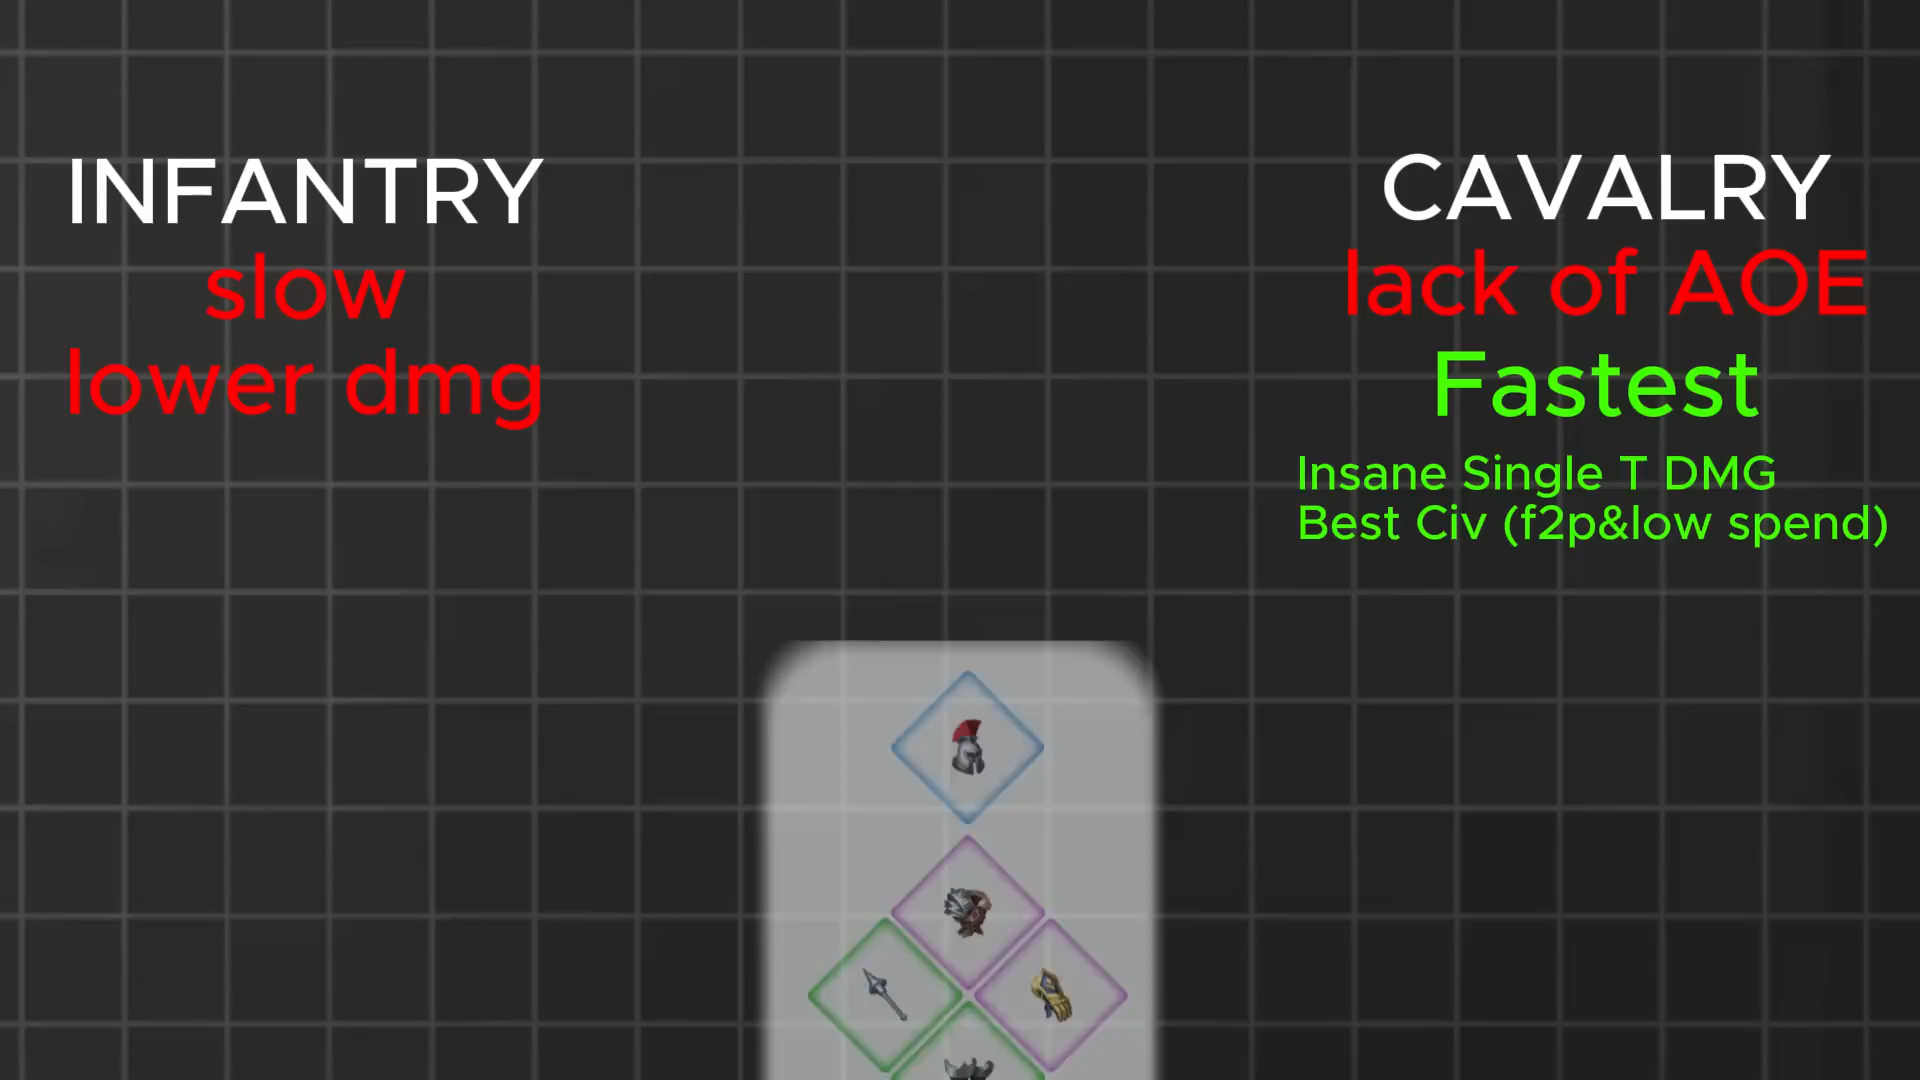 INFANTRY
slow
lower dmg
CAVALRY
lack of AOE
Fastest
Insane Single T DMG
Best Civ (f2p&low spend)